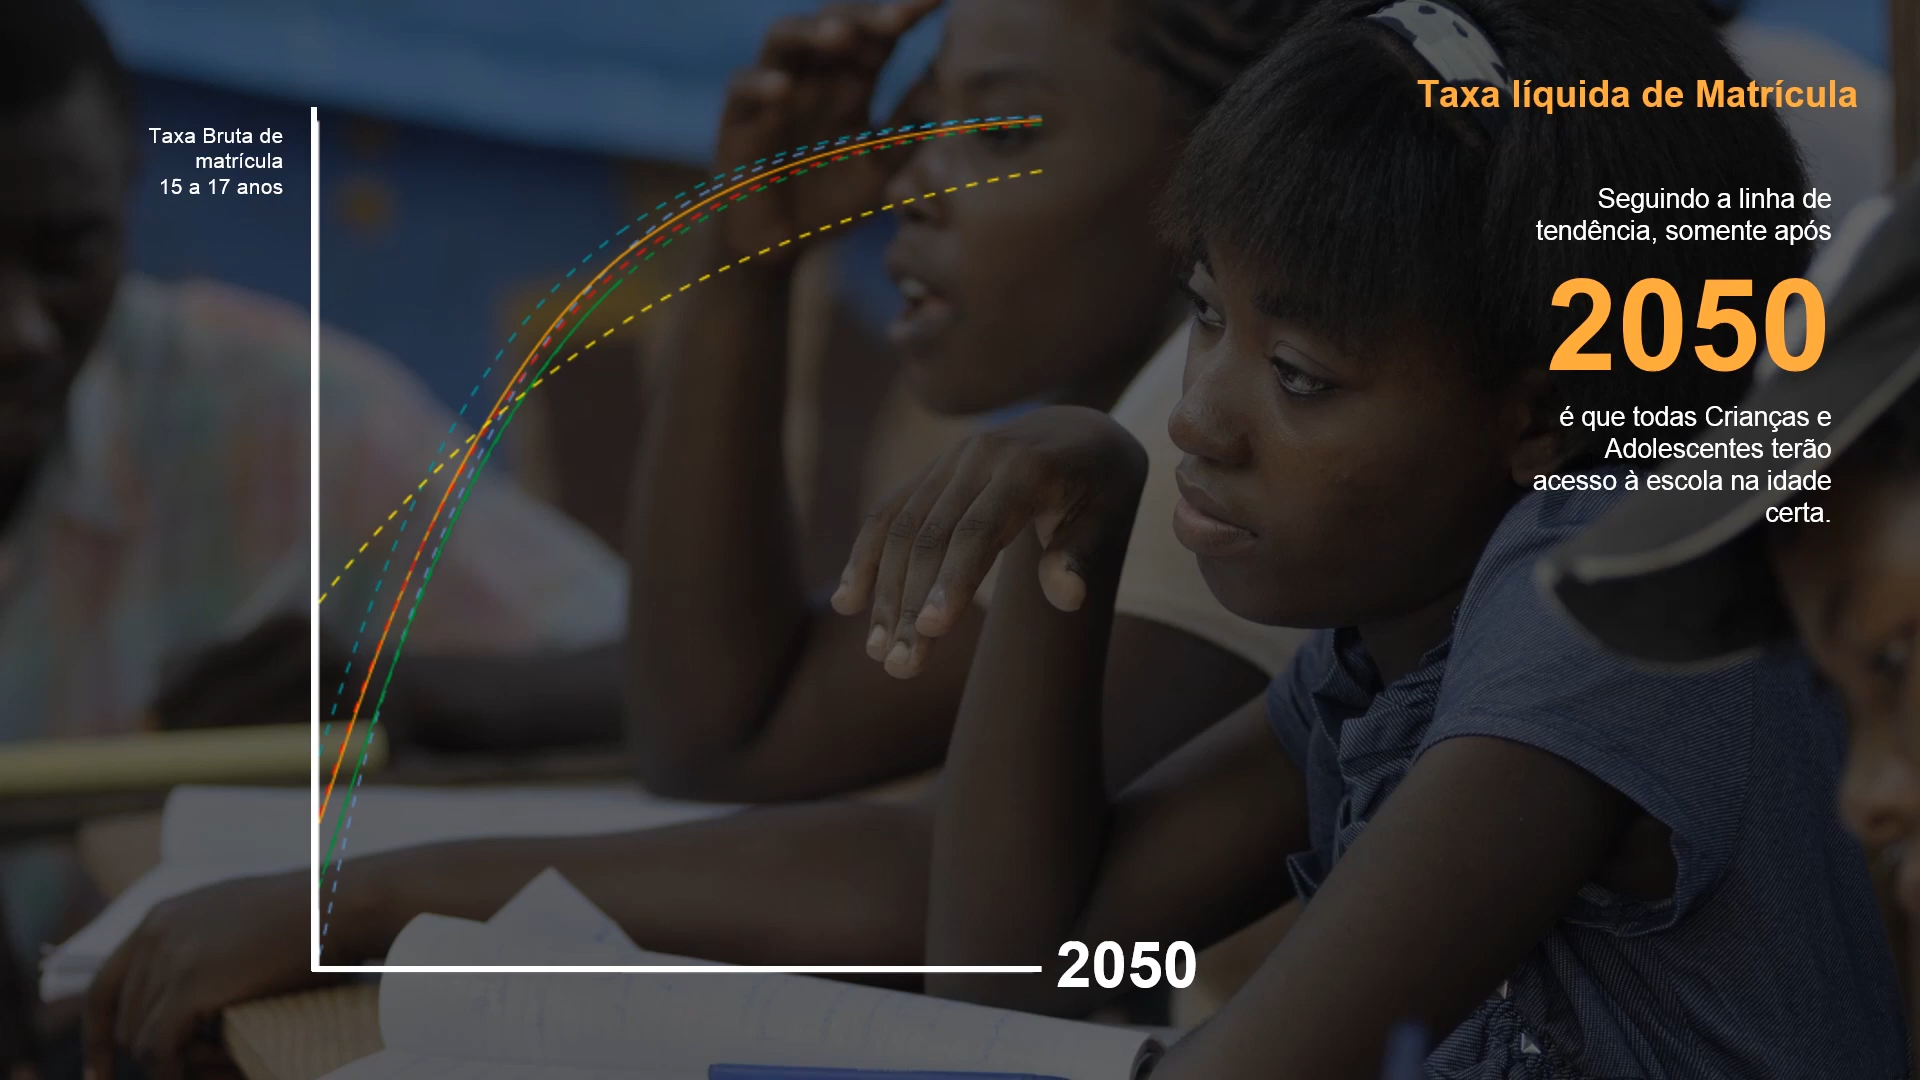 Taxa líquida de Matrícula
Taxa Bruta de
matrícula
15 a 17 anos
Seguindo a linha de
tendência, somente após
2050
é que todas Crianças e
Adolescentes terão
acesso à escola na idade
certa.
2050